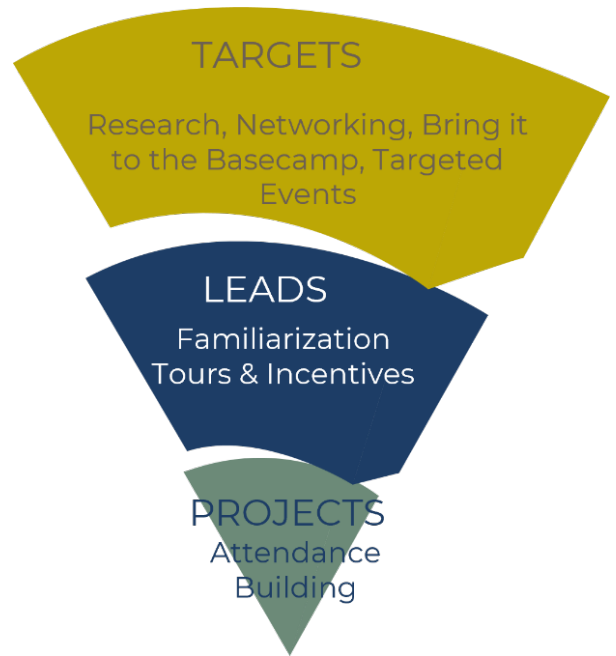 TARGETS
Research, Networking, Bring it
to the Basecamp, Targeted
Events
LEADS
Familiarization
Tours & Incentives
PROJECTS
Attendance
Building